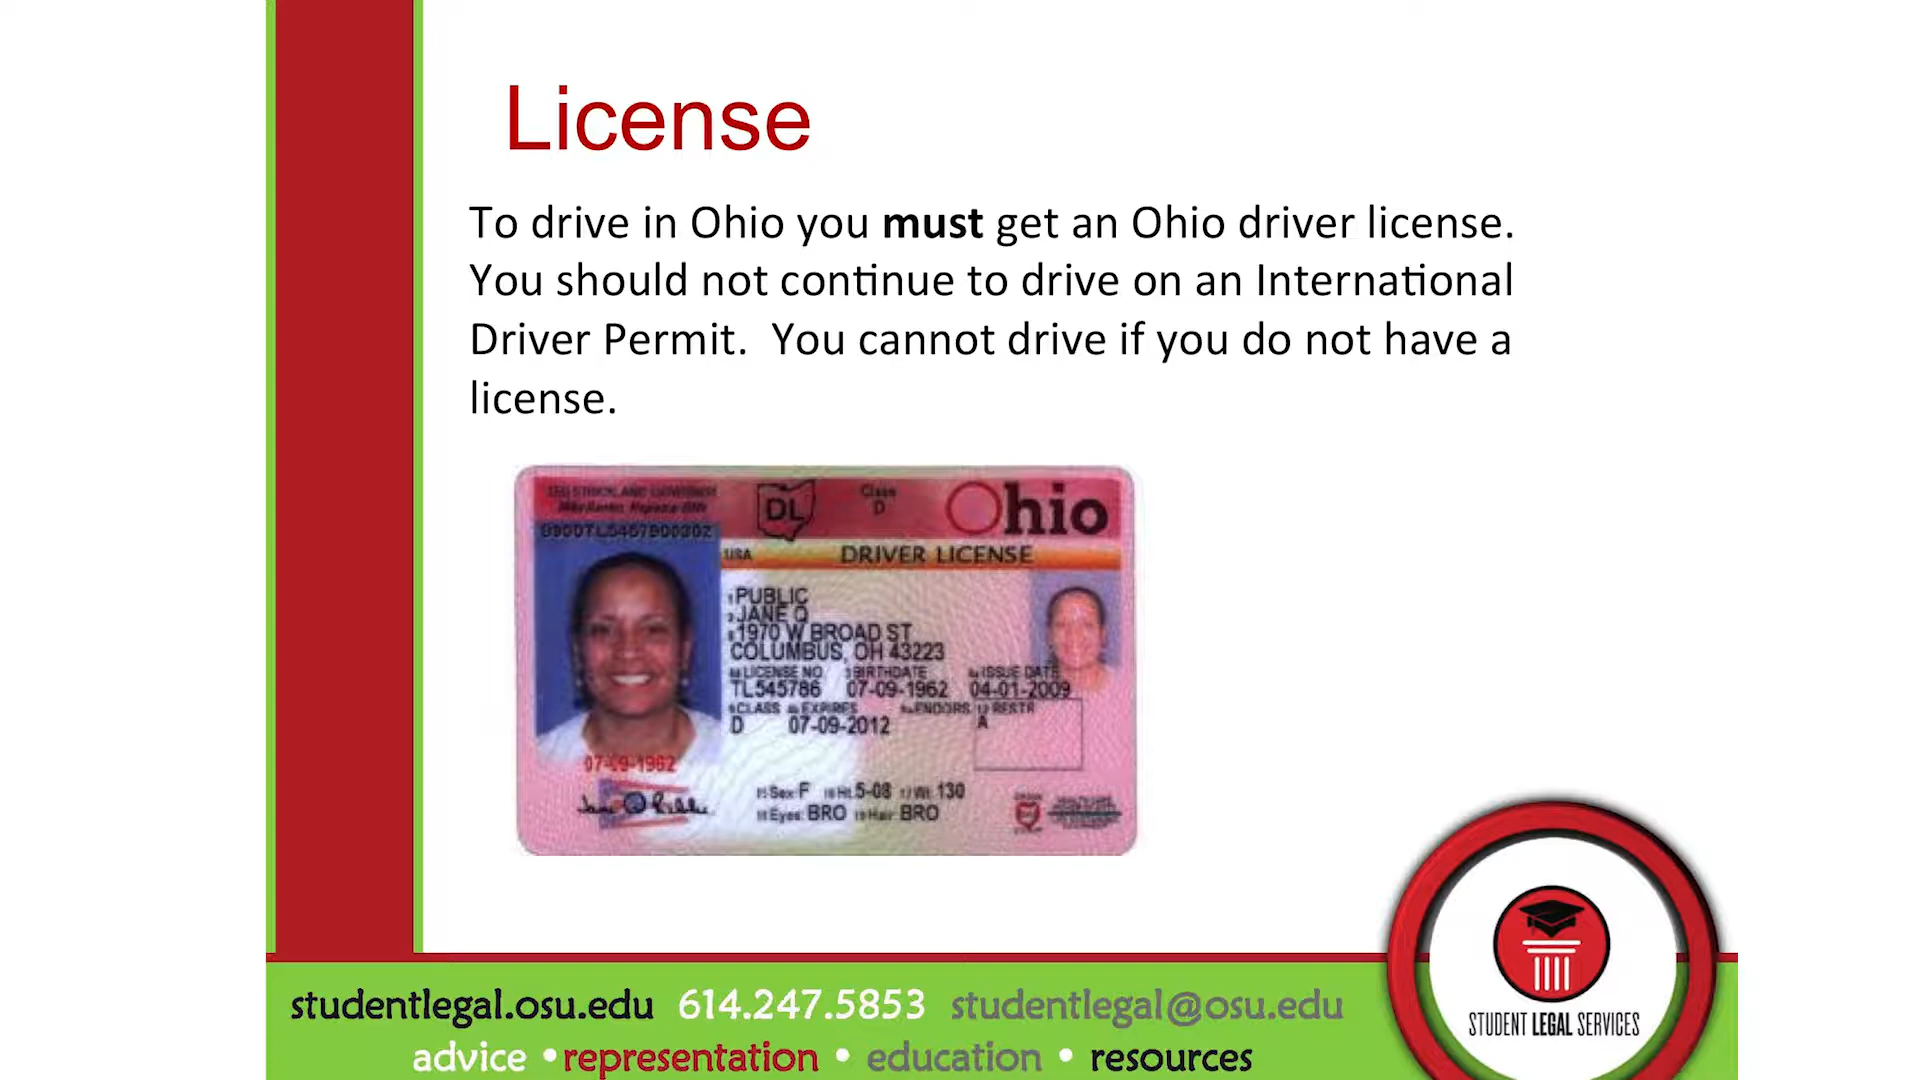 License
To drive in Ohio you must get an Ohio driver license.
You should not continue to drive on an International
Driver Permit.  You cannot drive if you do not have a
license.
TED STRICKLAND GOVERNOR
DL
Class
D
Ohio
USA
DRIVER LICENSE
PUBLIC
JANE Q
1970 W BROAD ST
COLUMBUS, OH 43223
LICENSE NO BIRTHDATE ISSUE DATE
TL545786 07-09-1962 04-01-2009
CLASS EXPIRES ENDORS RESTR
D 07-09-2012 A
07-09-1962
Sex F Ht 5-08 Wt 130
Eyes BRO Hair BRO
studentlegal.osu.edu 614.247.5853 studentlegal@osu.edu
advice • representation • education • resources
STUDENT LEGAL SERVICES